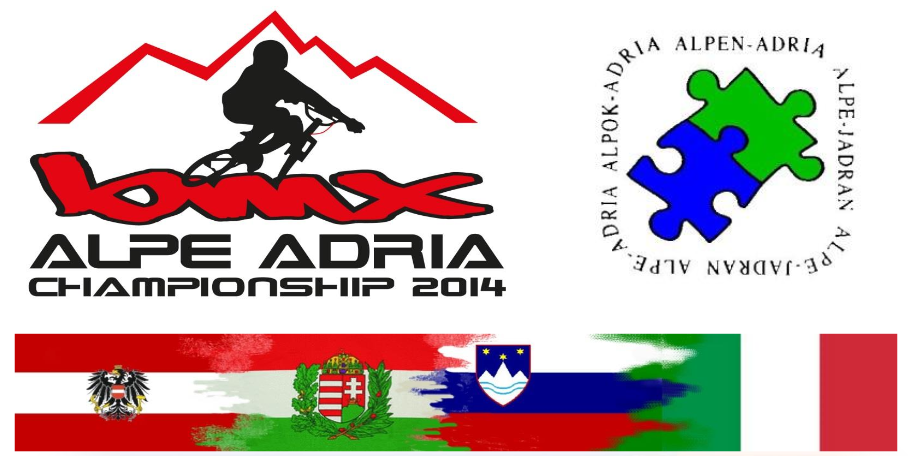 bmx
ALPE ADRIA
CHAMPIONSHIP 2014
ALPE-ADRIA ALPOK-ADRIA ALPEN-ADRIA ALPE-JADRAN ALPE-JADRAN